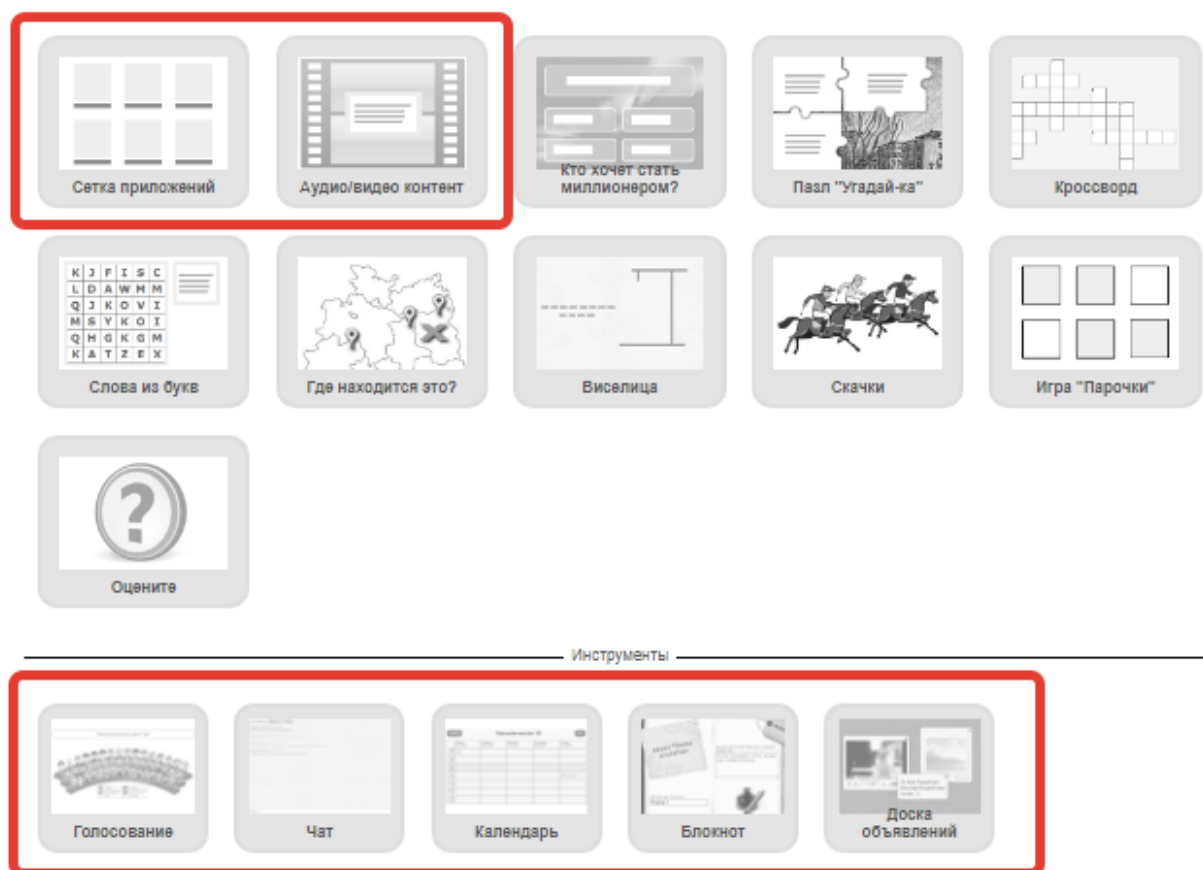 Сетка приложений
Аудио/видео контент
Кто хочет стать
миллионером?
Пазл "Угадай-ка"
Кроссворд
K J F I S C
L D A W M M
Q J K O V I
M S Y K O I
Q H G K G M
K A T Z E X
Слова из букв
Где находится это?
Виселица
Скачки
Игра "Парочки"
?
Оцените
Инструменты
Голосование
Чат
Календарь
Блокнот
Доска
объявлений